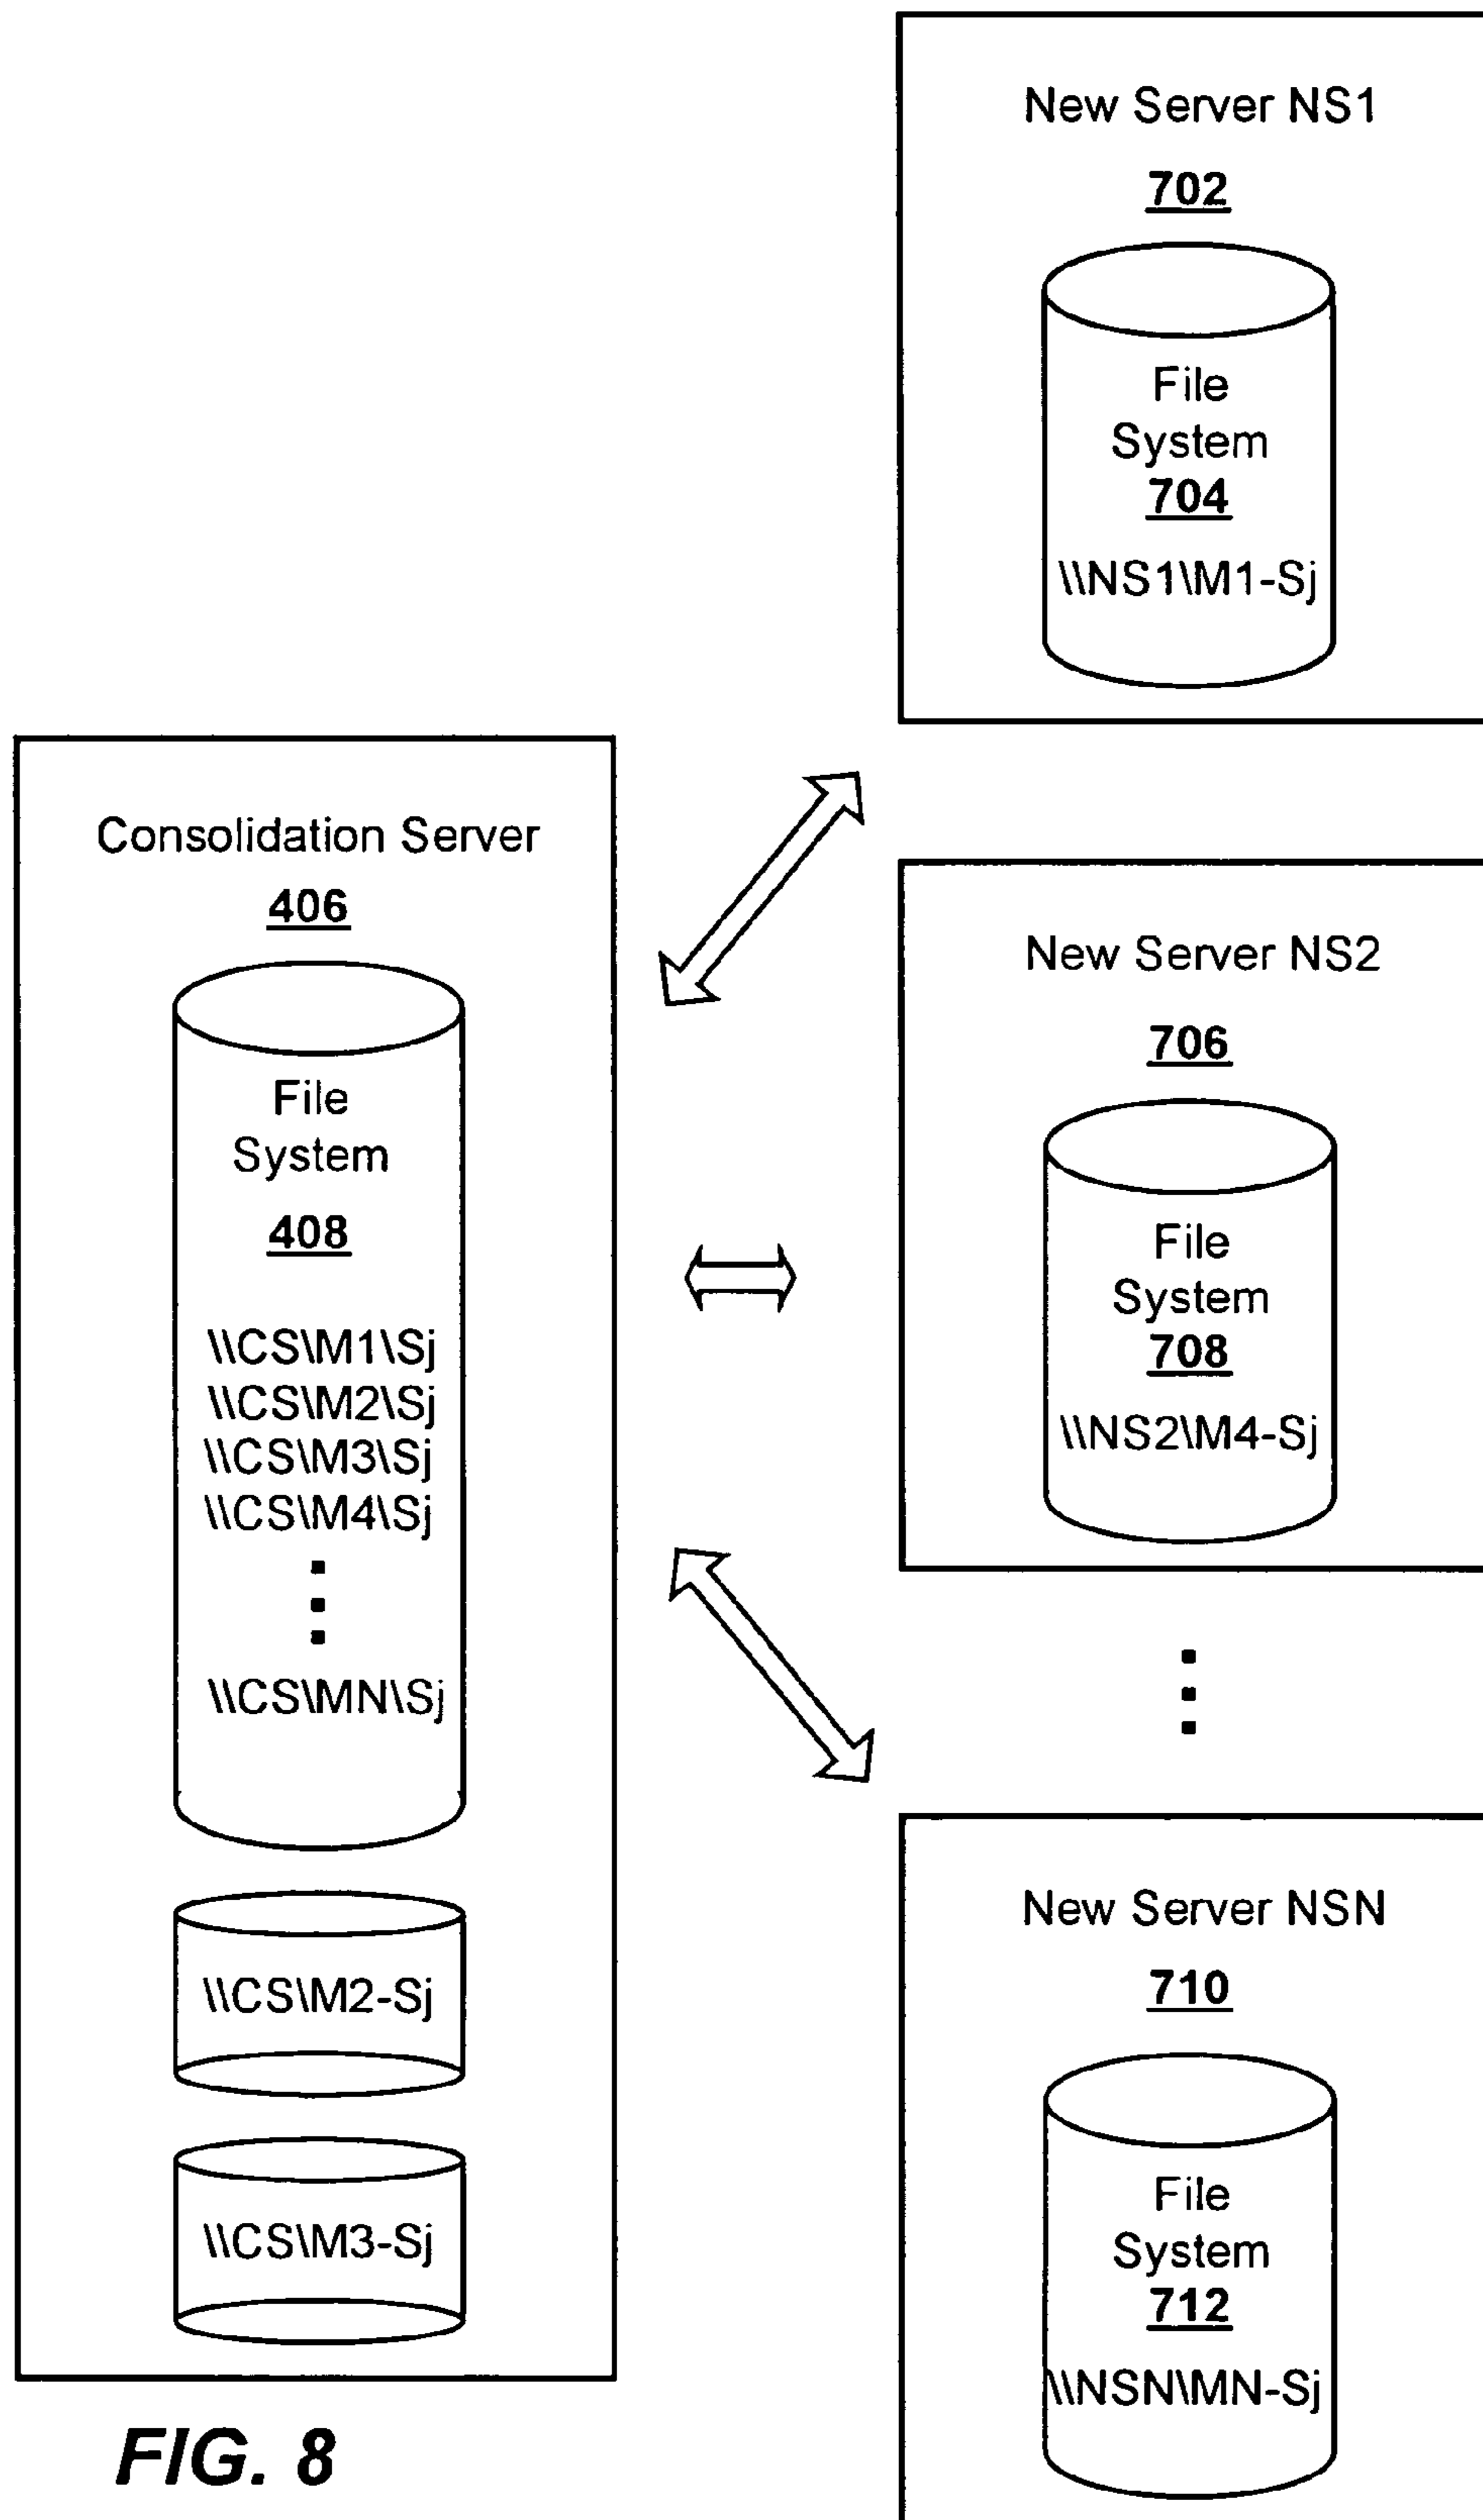 New Server NS1
702
File
System
704
\\NS1\M1-Sj
Consolidation Server
406
File
System
408
\\CS\M1\Sj
\\CS\M2\Sj
\\CS\M3\Sj
\\CS\M4\Sj
\\CS\MN\Sj
\\CS\M2-Sj
\\CS\M3-Sj
New Server NS2
706
File
System
708
\\NS2\M4-Sj
New Server NSN
710
File
System
712
\\NSN\MN-Sj
FIG. 8